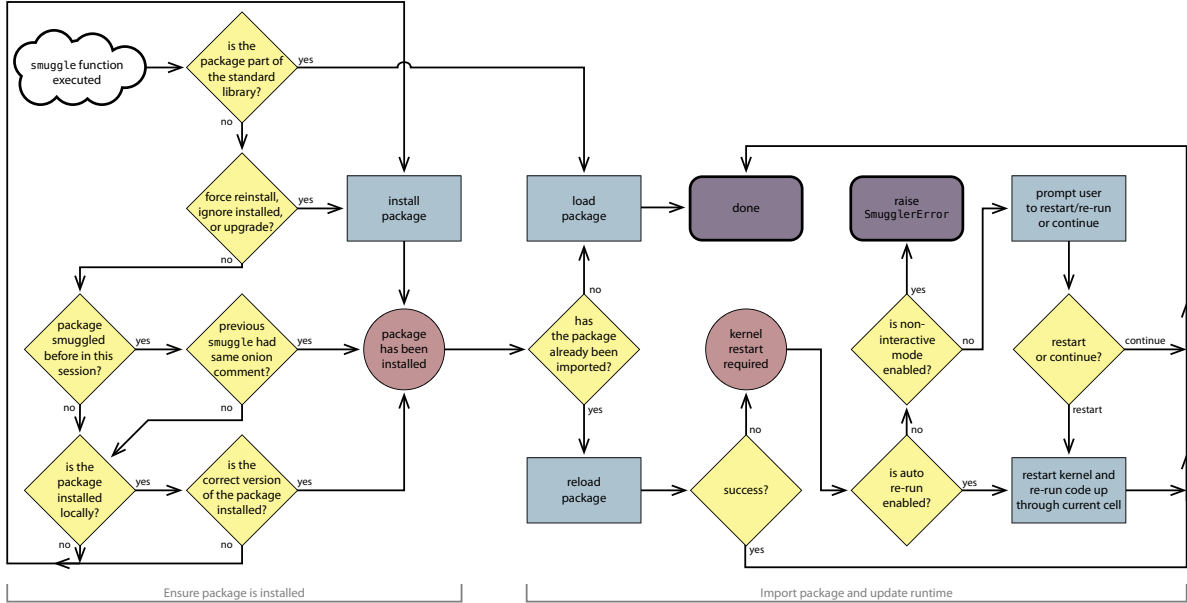 smuggle function
executed
is the
package part of
the standard
library?
yes
no
force reinstall,
ignore installed,
or upgrade?
yes
no
install
package
load
package
done
raise
SmugglerError
prompt user
to restart/re-run
or continue
package
smuggled
before in this
session?
yes
no
previous
smuggle had
same onion
comment?
yes
no
package
has been
installed
has
the package
already been
imported?
no
yes
kernel
restart
required
is non-
interactive
mode
enabled?
yes
no
restart
or continue?
continue
restart
is the
package
installed
locally?
yes
no
is the
correct version
of the package
installed?
yes
no
reload
package
success?
no
yes
is auto
re-run
enabled?
no
yes
restart kernel and
re-run code up
through current cell
Ensure package is installed
Import package and update runtime